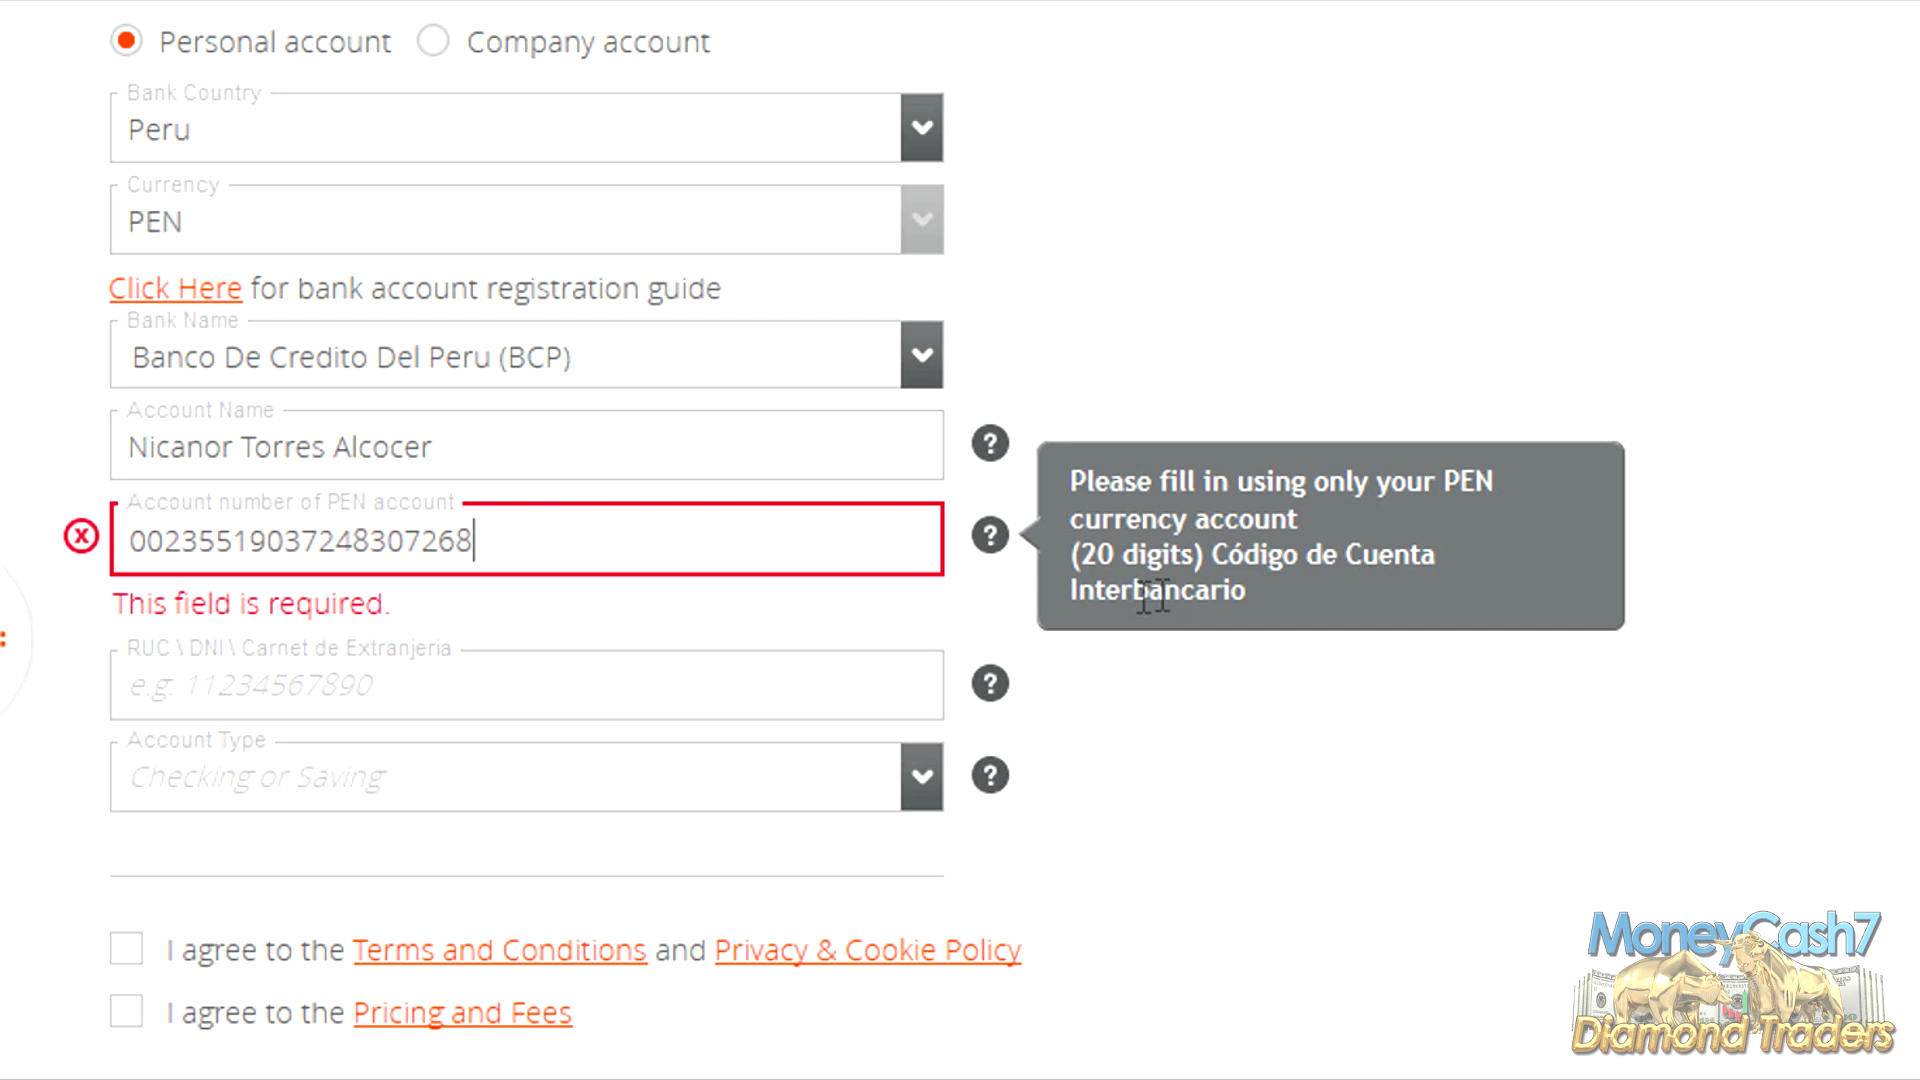 Personal account Company account
Bank Country
Peru
Currency
PEN
Click Here for bank account registration guide
Bank Name
Banco De Credito Del Peru (BCP)
Account Name
Nicanor Torres Alcocer
Account number of PEN account
00235519037248307268
This field is required.
Please fill in using only your PEN
currency account
(20 digits) Código de Cuenta
Interbancario
RUC \ DNI \ Carnet de Extranjeria
e.g: 11234567890
Account Type
Checking or Saving
I agree to the Terms and Conditions and Privacy & Cookie Policy
I agree to the Pricing and Fees
MoneyCash7
Diamond Traders